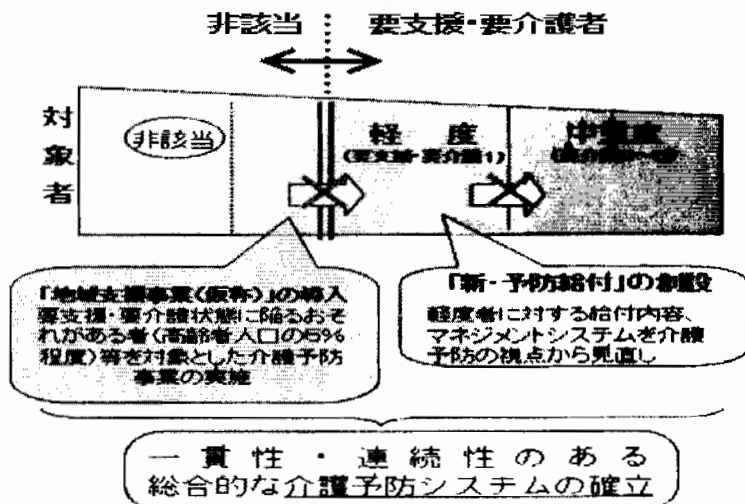 非該当 要支援・要介護者
対象者
非該当
軽度
(要支援・要介護1)
中重度
「地域支援事業(仮称)」の導入
要支援・要介護状態に陥るおそ
れがある者(高齢者人口の5%
程度)等を対象とした介護予防
事業の実施
「新-予防給付」の創設
軽度者に対する給付内容、
マネジメントシステムを介護
予防の視点から見直し
一貫性・連続性のある
総合的な介護予防システムの確立